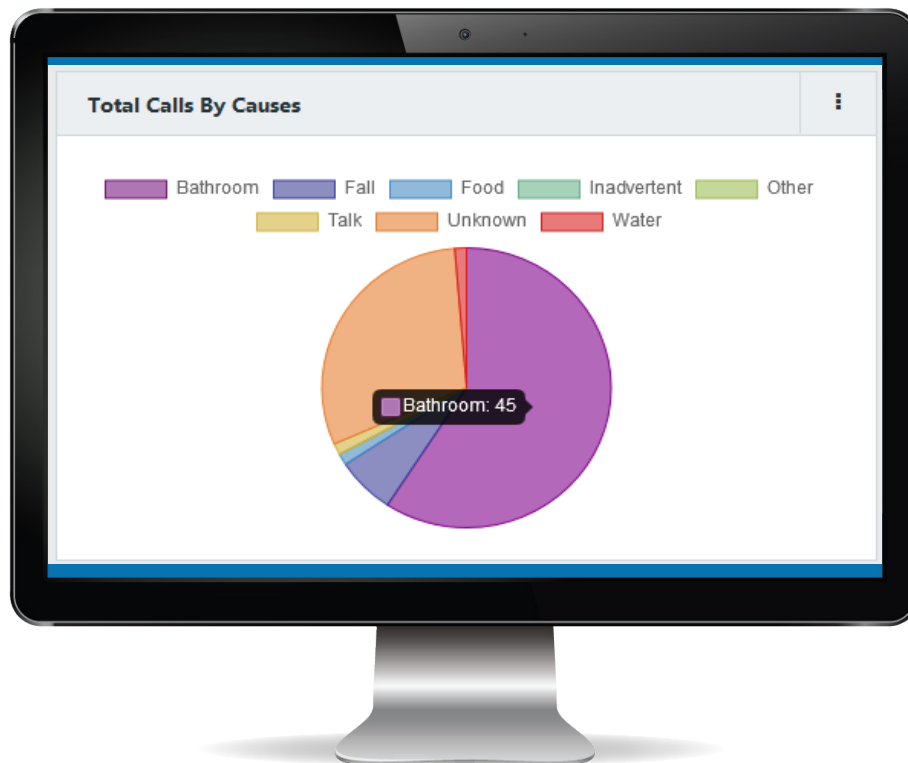 Total Calls By Causes
Bathroom Fall Food Inadvertent Other
Talk Unknown Water
Bathroom: 45